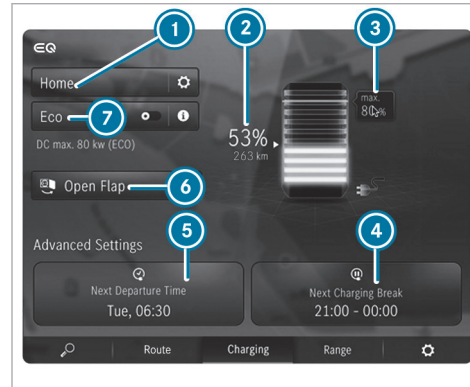 1
2
3
EQ
Home
max.
80 %
Eco
7
53%
263 km
DC max. 80 kw (ECO)
Open Flap
6
5
4
Advanced Settings
Next Departure Time
Tue, 06:30
Next Charging Break
21:00 - 00:00
Route
Charging
Range